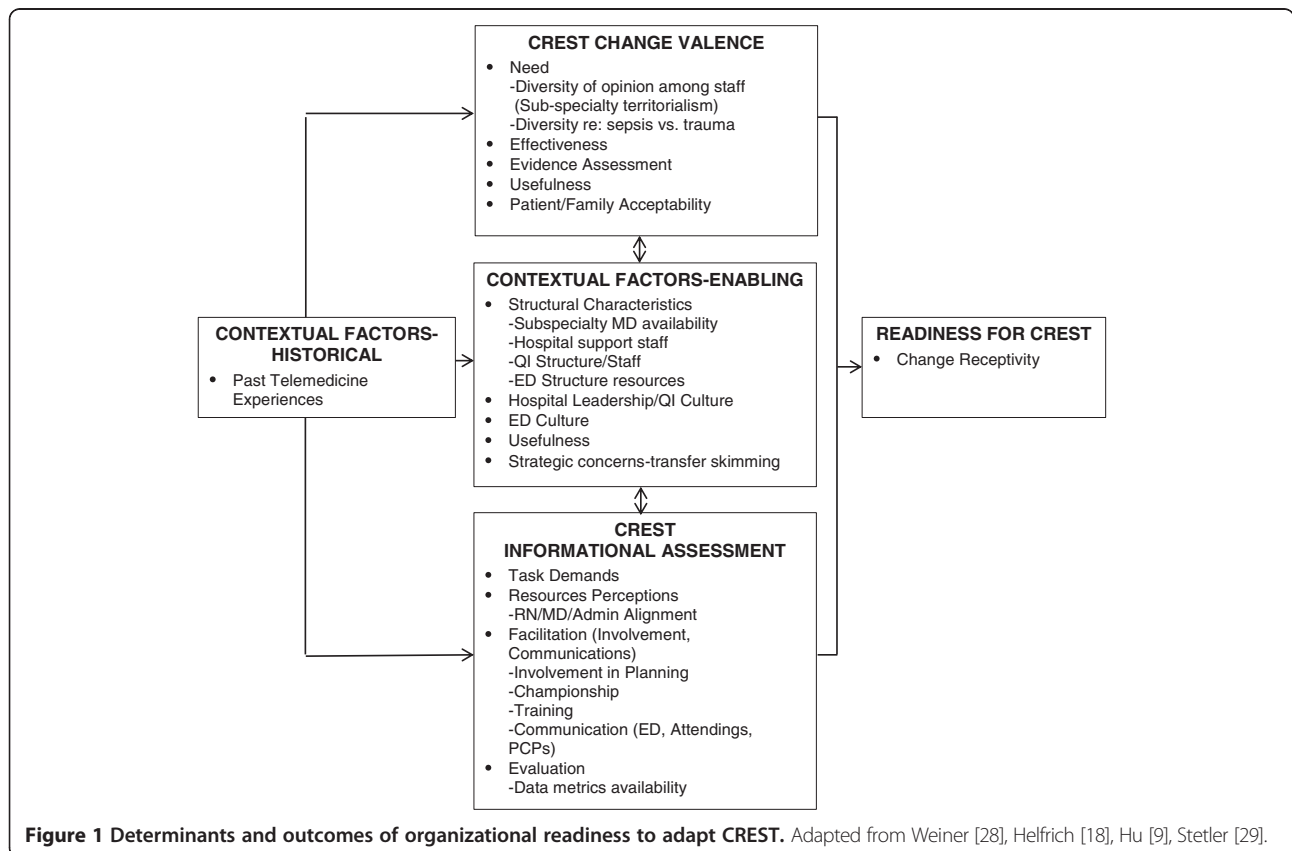 CREST CHANGE VALENCE
• Need
-Diversity of opinion among staff
(Sub-specialty territorialism)
-Diversity re: sepsis vs. trauma
• Effectiveness
• Evidence Assessment
• Usefulness
• Patient/Family Acceptability
CONTEXTUAL FACTORS-
HISTORICAL
• Past Telemedicine
Experiences
CONTEXTUAL FACTORS-ENABLING
• Structural Characteristics
-Subspecialty MD availability
-Hospital support staff
-QI Structure/Staff
-ED Structure resources
• Hospital Leadership/QI Culture
• ED Culture
• Usefulness
• Strategic concerns-transfer skimming
READINESS FOR CREST
• Change Receptivity
CREST
INFORMATIONAL ASSESSMENT
• Task Demands
• Resources Perceptions
-RN/MD/Admin Alignment
• Facilitation (Involvement,
Communications)
-Involvement in Planning
-Championship
-Training
-Communication (ED, Attendings,
PCPs)
• Evaluation
-Data metrics availability
Figure 1 Determinants and outcomes of organizational readiness to adapt CREST. Adapted from Weiner [28], Helfrich [18], Hu [9], Stetler [29].